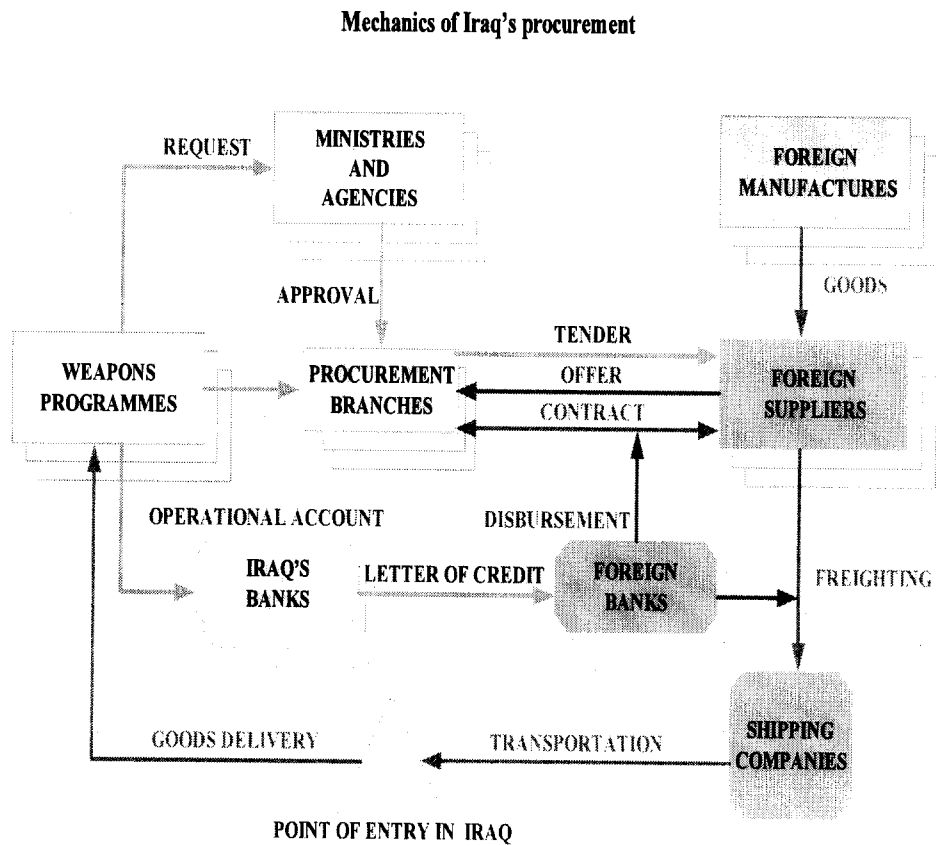 Mechanics of Iraq's procurement
REQUEST
MINISTRIES
AND
AGENCIES
FOREIGN
MANUFACTURES
GOODS
APPROVAL
TENDER
WEAPONS
PROGRAMMES
PROCUREMENT
BRANCHES
OFFER
CONTRACT
FOREIGN
SUPPLIERS
OPERATIONAL ACCOUNT
DISBURSEMENT
IRAQ'S
BANKS
LETTER OF CREDIT
FOREIGN
BANKS
FREIGHTING
GOODS DELIVERY
TRANSPORTATION
SHIPPING
COMPANIES
POINT OF ENTRY IN IRAQ